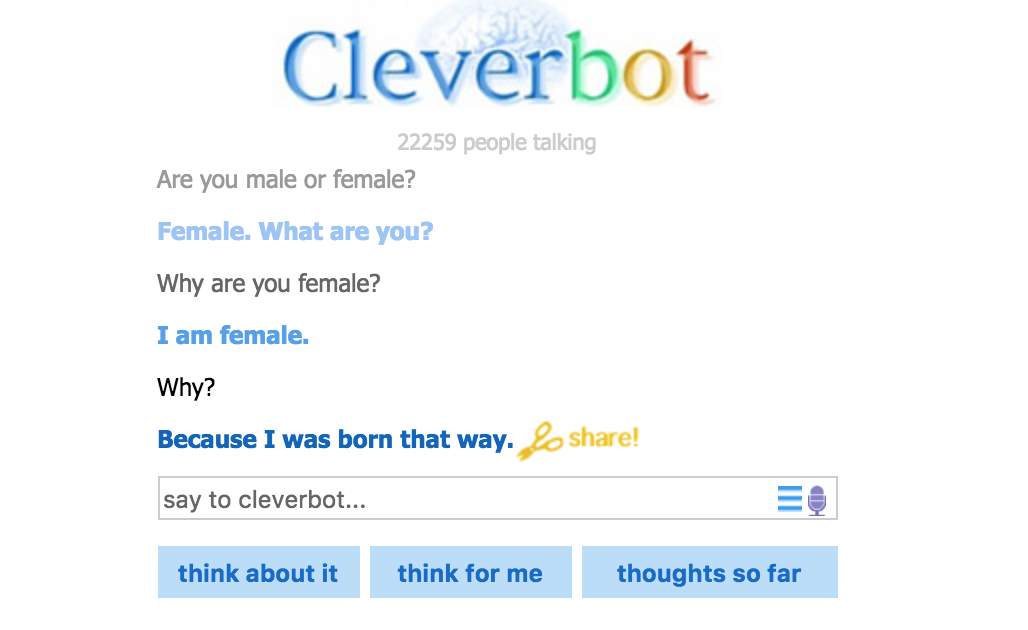 Cleverbot
22259 people talking
Are you male or female?
Female. What are you?
Why are you female?
I am female.
Why?
Because I was born that way. share!
say to cleverbot...
think about it think for me thoughts so far